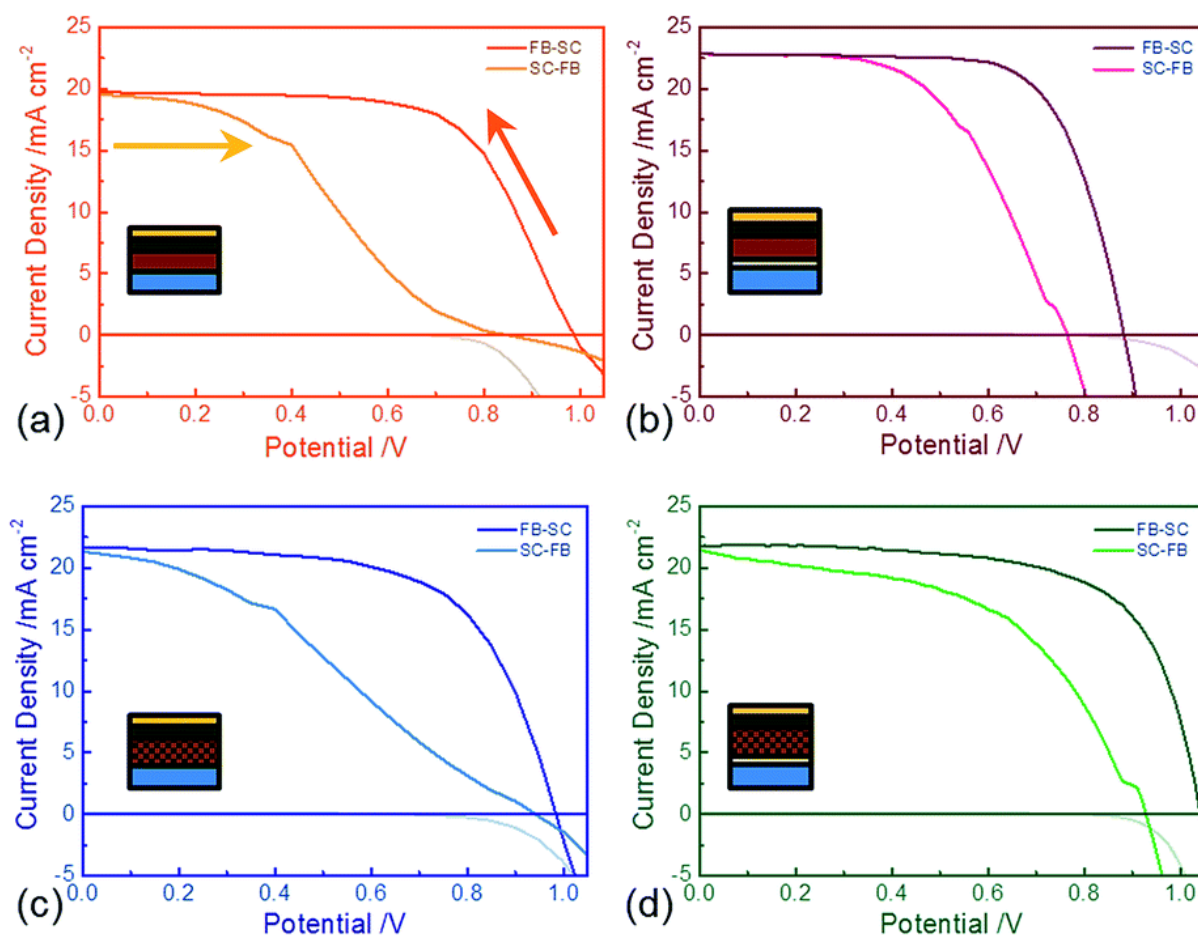 FB-SC
SC-FB
Current Density /mA cm⁻²
25
20
15
10
5
0
-5
0.0 0.2 0.4 0.6 0.8 1.0
Potential /V
(a)
FB-SC
SC-FB
Current Density /mA cm⁻²
25
20
15
10
5
0
-5
0.0 0.2 0.4 0.6 0.8 1.0
Potential /V
(b)
FB-SC
SC-FB
Current Density /mA cm⁻²
25
20
15
10
5
0
-5
0.0 0.2 0.4 0.6 0.8 1.0
Potential /V
(c)
FB-SC
SC-FB
Current Density /mA cm⁻²
25
20
15
10
5
0
-5
0.0 0.2 0.4 0.6 0.8 1.0
Potential /V
(d)